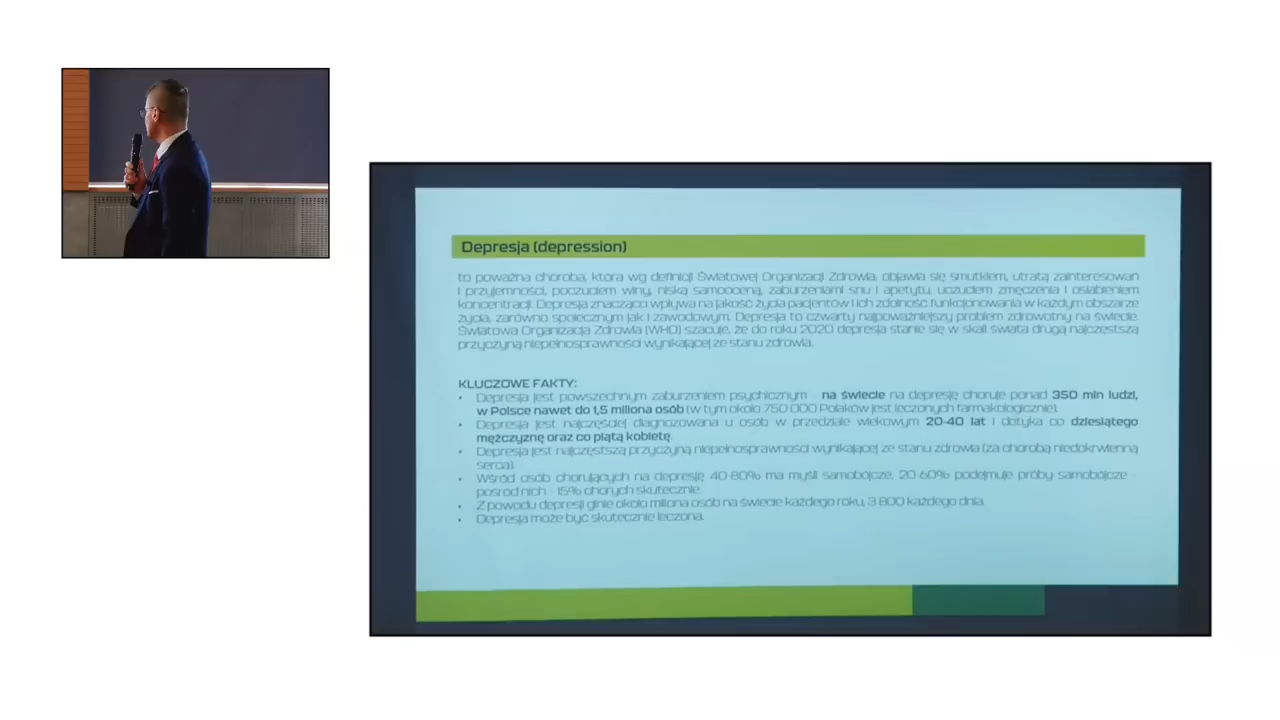 Depresja (depression)
to poważna choroba, która wg definicji Światowej Organizacji Zdrowia, objawia się smutkiem, utratą zainteresowań
i przyjemności, poczuciem winy, niską samooceną, zaburzeniami snu i apetytu, uczuciem zmęczenia i osłabieniem
koncentracji. Depresja znacząco wpływa na jakość życia pacjentów i ich zdolność funkcjonowania w każdym obszarze
życia, zarówno społecznym jak i zawodowym. Depresja to czwarty najpoważniejszy problem zdrowotny na świecie.
Światowa Organizacja Zdrowia (WHO) szacuje, że do roku 2020 depresja stanie się w skali świata drugą najczęstszą
przyczyną niepełnosprawności wynikającej ze stanu zdrowia.
KLUCZOWE FAKTY:
• Depresja jest powszechnym zaburzeniem psychicznym - na świecie na depresję choruje ponad 350 mln ludzi,
w Polsce nawet do 1,5 miliona osób (w tym około 750 000 Polaków jest leczonych farmakologicznie).
• Depresja jest najczęściej diagnozowana u osób w przedziale wiekowym 20-40 lat i dotyka co dziesiątego
mężczyznę oraz co piątą kobietę.
• Depresja jest najczęstszą przyczyną niepełnosprawności wynikającej ze stanu zdrowia (za chorobą niedokrwienną
serca).
• Wśród osób chorujących na depresję 40-80% ma myśli samobójcze, 20-60% podejmuje próby samobójcze -
pośród nich - 15% chorych skutecznie.
• Z powodu depresji ginie około miliona osób na świecie każdego roku, 3 800 każdego dnia.
• Depresja może być skutecznie leczona.